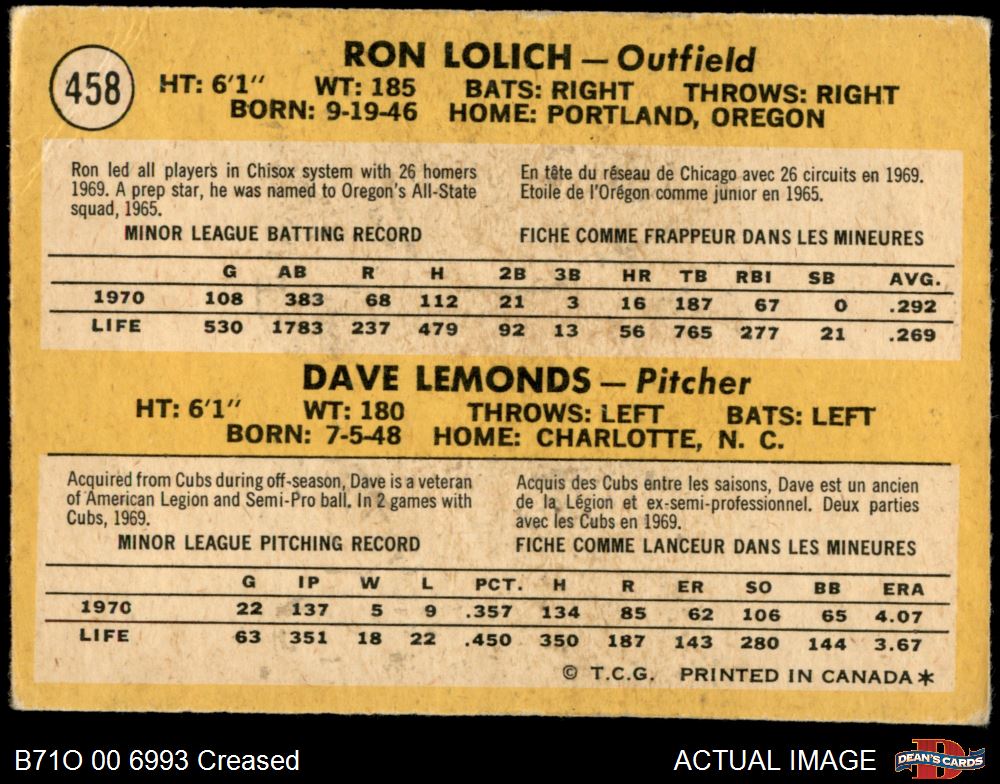 458
RON LOLICH — Outfield
HT: 6'1" WT: 185 BATS: RIGHT THROWS: RIGHT
BORN: 9-19-46 HOME: PORTLAND, OREGON
Ron led all players in Chisox system with 26 homers
1969. A prep star, he was named to Oregon's All-State
squad, 1965.
En tête du réseau de Chicago avec 26 circuits en 1969.
Etoile de l'Orégon comme junior en 1965.
MINOR LEAGUE BATTING RECORD
FICHE COMME FRAPPEUR DANS LES MINEURES
G AB R H 2B 3B HR TB RBI SB AVG.
1970 108 383 68 112 21 3 16 187 67 0 .292
LIFE 530 1783 237 479 92 13 56 765 277 21 .269
DAVE LEMONDS — Pitcher
HT: 6'1" WT: 180 THROWS: LEFT BATS: LEFT
BORN: 7-5-48 HOME: CHARLOTTE, N. C.
Acquired from Cubs during off-season, Dave is a veteran
of American Legion and Semi-Pro ball. In 2 games with
Cubs, 1969.
Acquis des Cubs entre les saisons, Dave est un ancien
de la Légion et ex-semi-professionnel. Deux parties
avec les Cubs en 1969.
MINOR LEAGUE PITCHING RECORD
FICHE COMME LANCEUR DANS LES MINEURES
G IP W L PCT. H R ER SO BB ERA
1970 22 137 5 9 .357 134 85 62 106 65 4.07
LIFE 63 351 18 22 .450 350 187 143 280 144 3.67
© T.C.G. PRINTED IN CANADA *
B71O 00 6993 Creased
ACTUAL IMAGE
DEAN'S CARDS